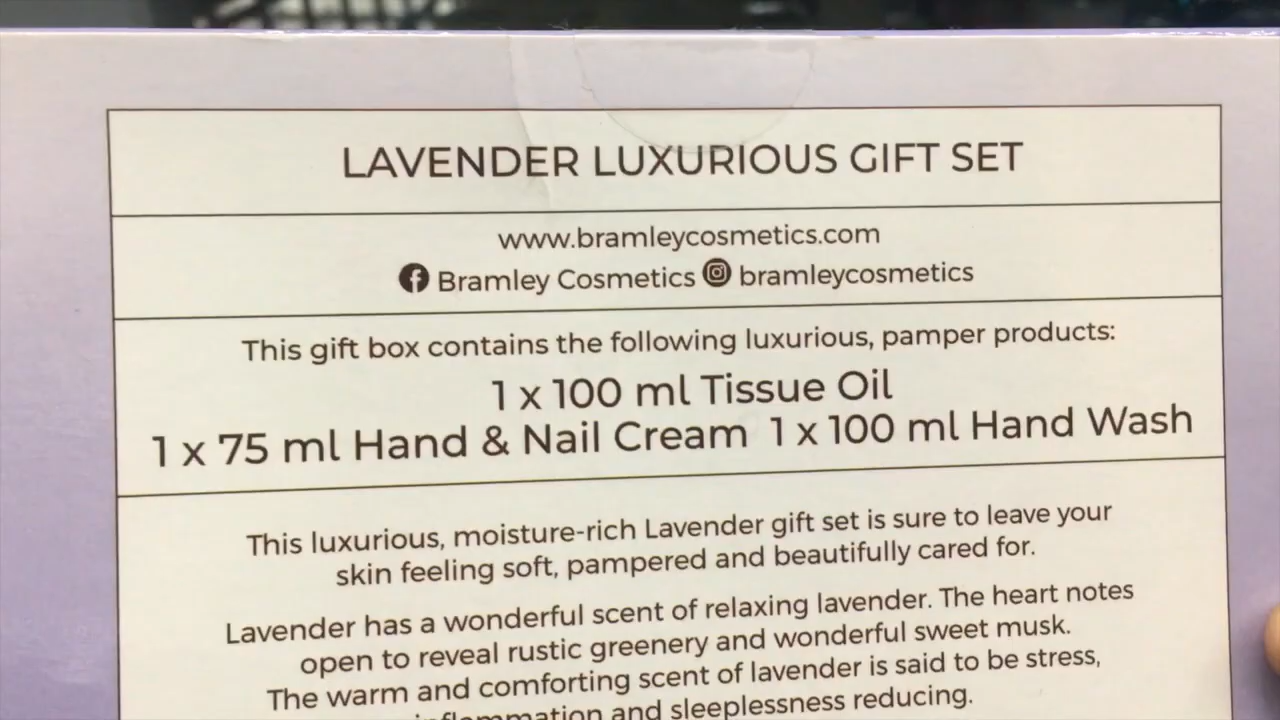 LAVENDER LUXURIOUS GIFT SET
www.bramleycosmetics.com
Bramley Cosmetics bramleycosmetics
This gift box contains the following luxurious, pamper products:
1 x 100 ml Tissue Oil
1 x 75 ml Hand & Nail Cream 1 x 100 ml Hand Wash
This luxurious, moisture-rich Lavender gift set is sure to leave your
skin feeling soft, pampered and beautifully cared for.
Lavender has a wonderful scent of relaxing lavender. The heart notes
open to reveal rustic greenery and wonderful sweet musk.
The warm and comforting scent of lavender is said to be stress,
inflammation and sleeplessness reducing.